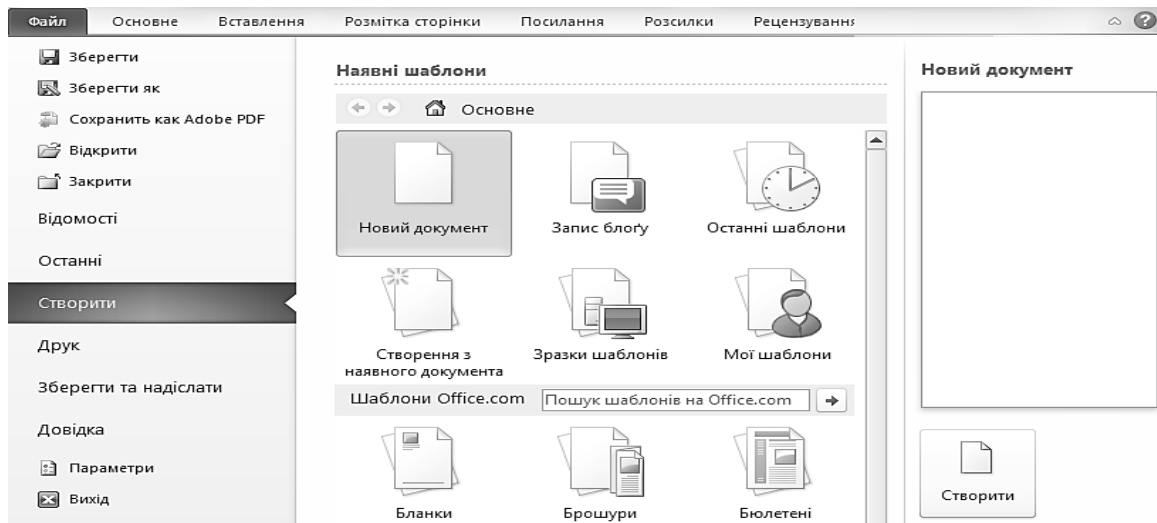 Файл Основне Вставлення Розмітка сторінки Посилання Розсилки Рецензування
Зберегти
Зберегти як
Сохранить как Adobe PDF
Відкрити
Закрити
Відомості
Останні
Створити
Друк
Зберегти та надіслати
Довідка
Параметри
Вихід
Наявні шаблони
Основне
Новий документ Запис блоґу Останні шаблони
Створення з наявного документа Зразки шаблонів Мої шаблони
Шаблони Office.com Пошук шаблонів на Office.com
Бланки Брошури Бюлетені
Новий документ
Створити